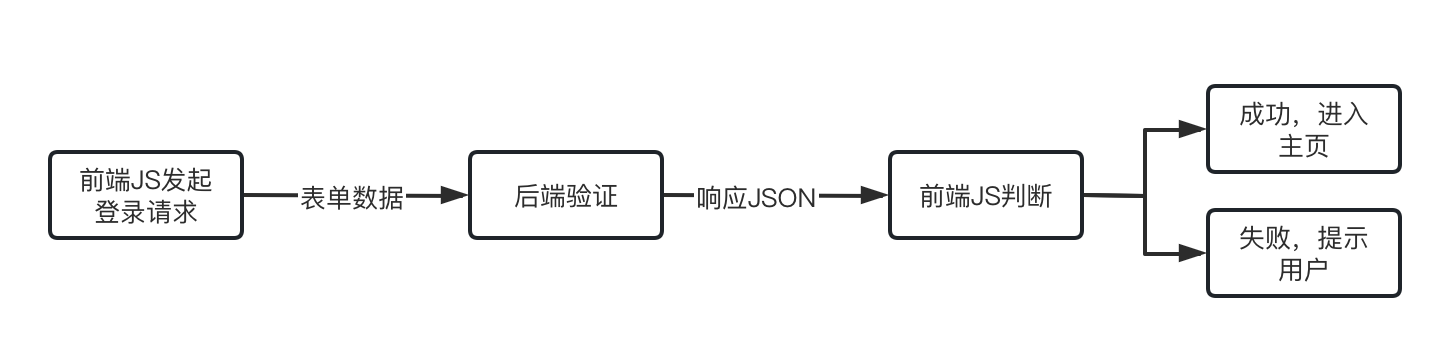 前端JS发起
登录请求
表单数据
后端验证
响应JSON
前端JS判断
成功，进入
主页
失败，提示
用户